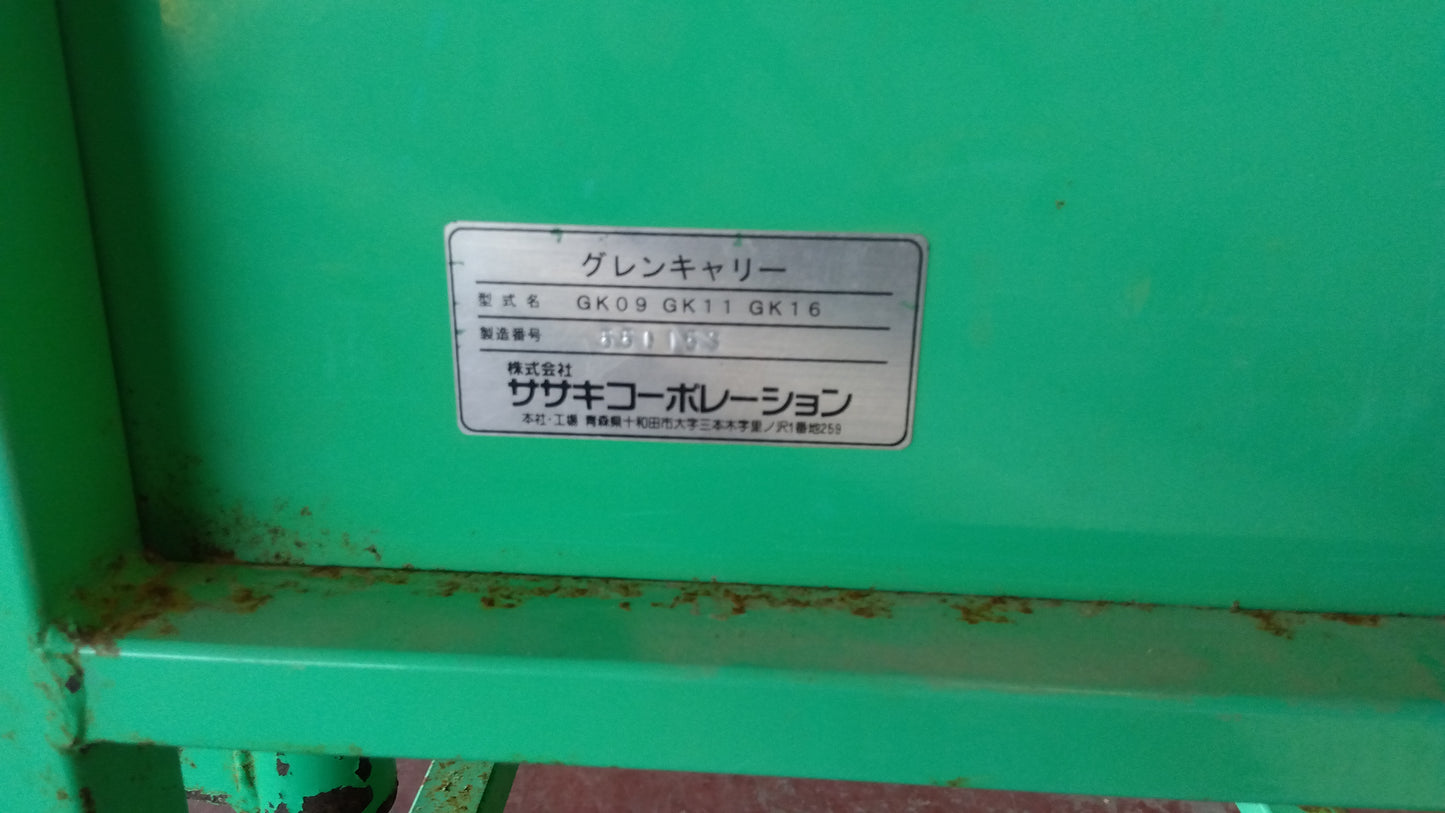 グレンキャリー
型式名 GK09 GK11 GK16
製造番号
株式会社
ササキコーポレーション
本社・工場 青森県十和田市大字三本木字里ノ沢1番地259